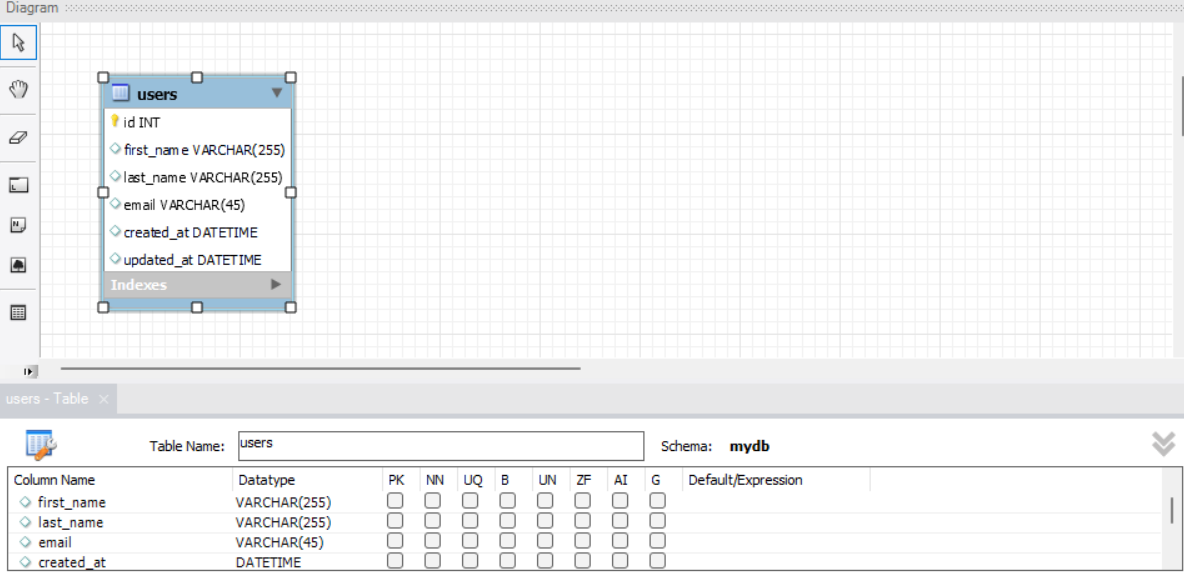 Diagram
users
id INT
first_name VARCHAR(255)
last_name VARCHAR(255)
email VARCHAR(45)
created_at DATETIME
updated_at DATETIME
Indexes
users - Table ×
Table Name: users Schema: mydb
Column Name Datatype PK NN UQ B UN ZF AI G Default/Expression
first_name VARCHAR(255)
last_name VARCHAR(255)
email VARCHAR(45)
created_at DATETIME